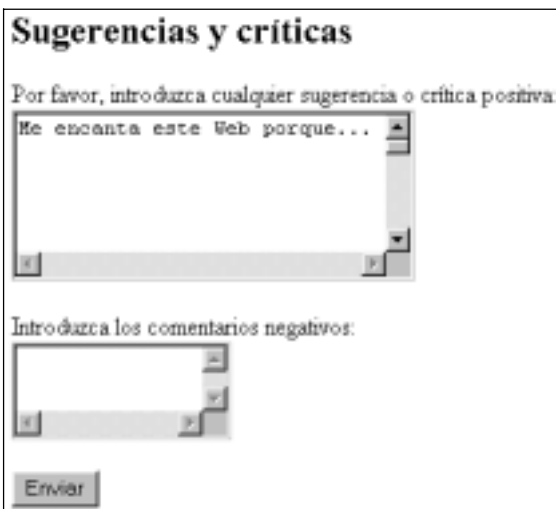 Sugerencias y críticas
Por favor, introduzca cualquier sugerencia o crítica positiva:
Me encanta este Web porque...
Introduzca los comentarios negativos:
Enviar